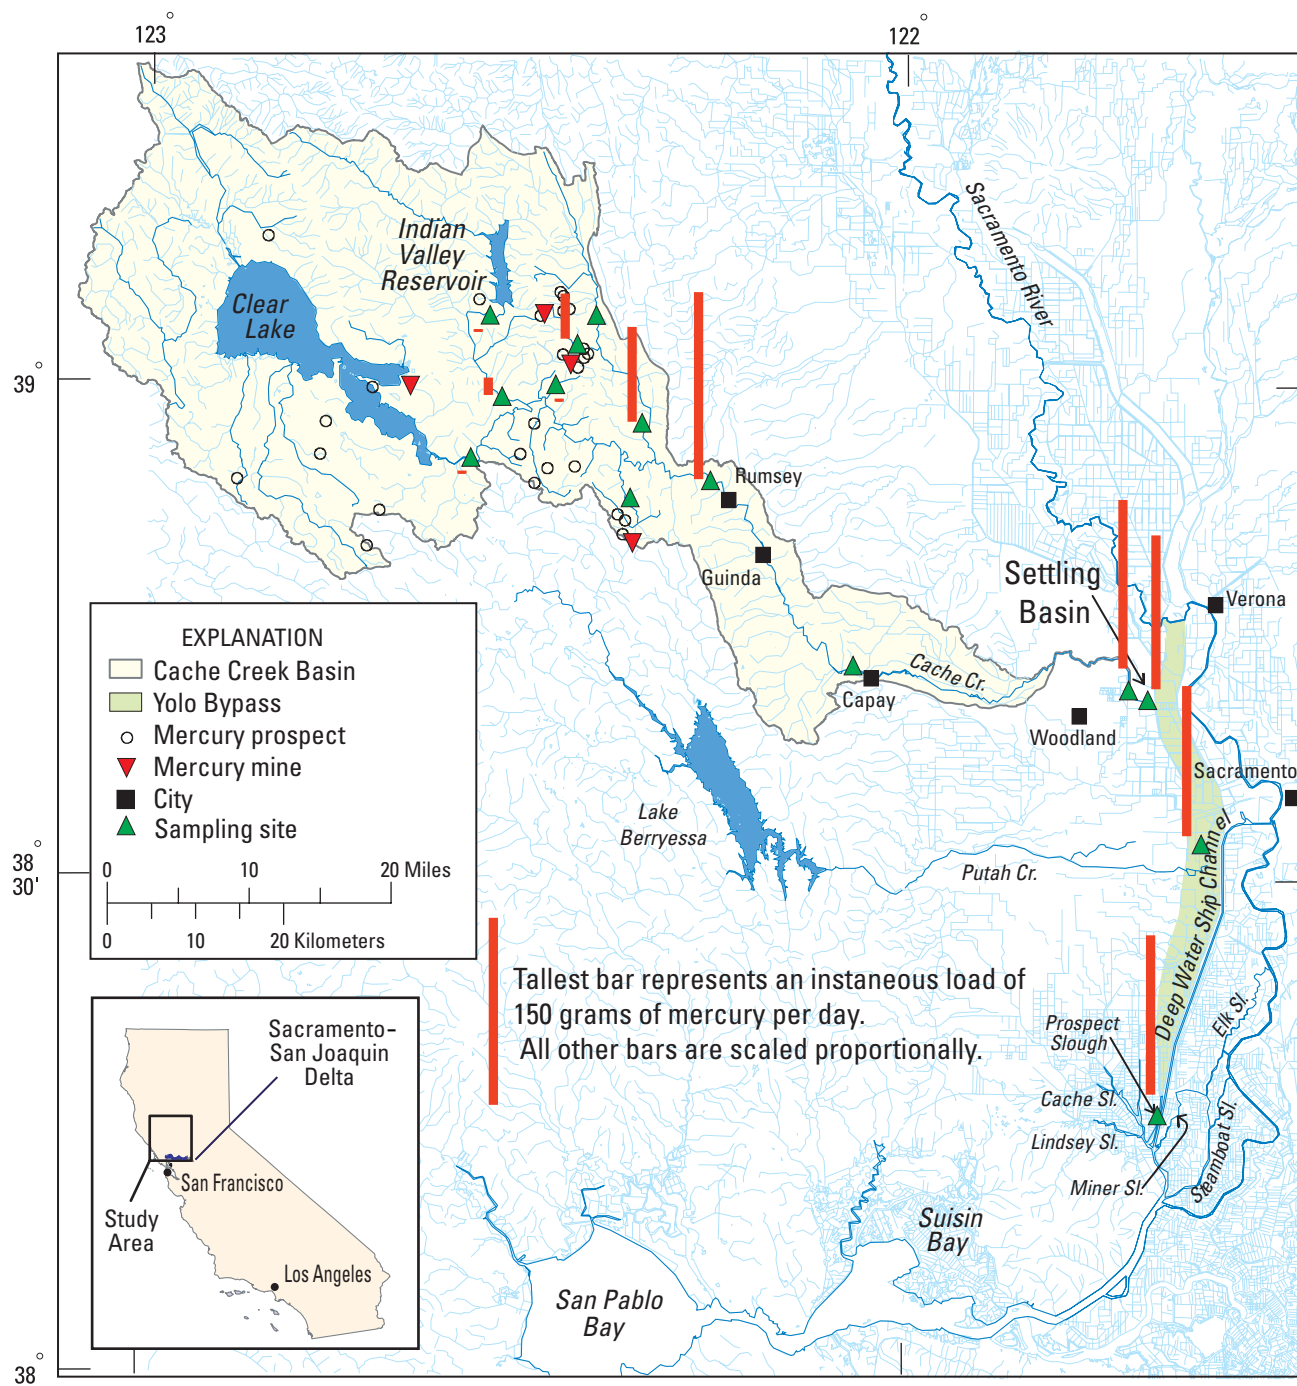 123°
122°
Sacramento River
Indian
Valley
Reservoir
Clear
Lake
39°
Rumsey
Guinda
Settling
Basin
Verona
Cache Cr.
Capay
Woodland
Sacramento
EXPLANATION
Cache Creek Basin
Yolo Bypass
Mercury prospect
Mercury mine
City
Sampling site
0 10 20 Miles
0 10 20 Kilometers
38°
30'
Lake
Berryessa
Putah Cr.
Deep Water Ship Channel
Tallest bar represents an instaneous load of
150 grams of mercury per day.
All other bars are scaled proportionally.
Elk Sl.
Prospect
Slough
Cache Sl.
Lindsey Sl.
Miner Sl.
Steamboat Sl.
Sacramento–
San Joaquin
Delta
San Francisco
Study
Area
Los Angeles
Suisin
Bay
San Pablo
Bay
38°